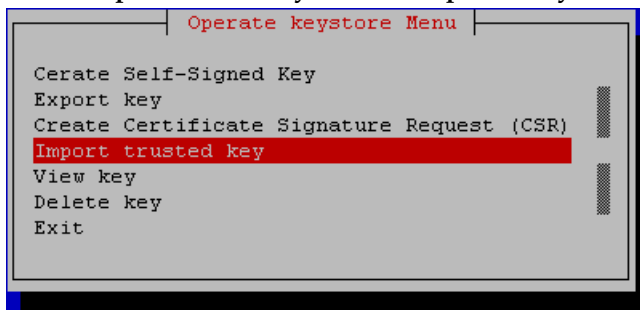 Operate keystore Menu
Cerate Self-Signed Key
Export key
Create Certificate Signature Request (CSR)
Import trusted key
View key
Delete key
Exit